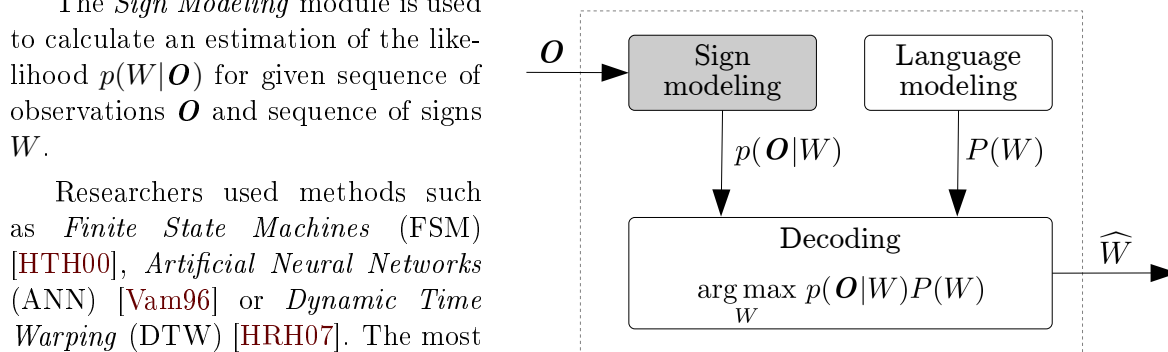 The Sign Modeling module is used
to calculate an estimation of the like-
lihood p(W|O) for given sequence of
observations O and sequence of signs
W.
Researchers used methods such
as Finite State Machines (FSM)
[HTH00], Artificial Neural Networks
(ANN) [Vam96] or Dynamic Time
Warping (DTW) [HRH07]. The most
O
Sign
modeling
Language
modeling
p(O|W)
P(W)
Decoding
arg max p(O|W)P(W)
W
Ŵ